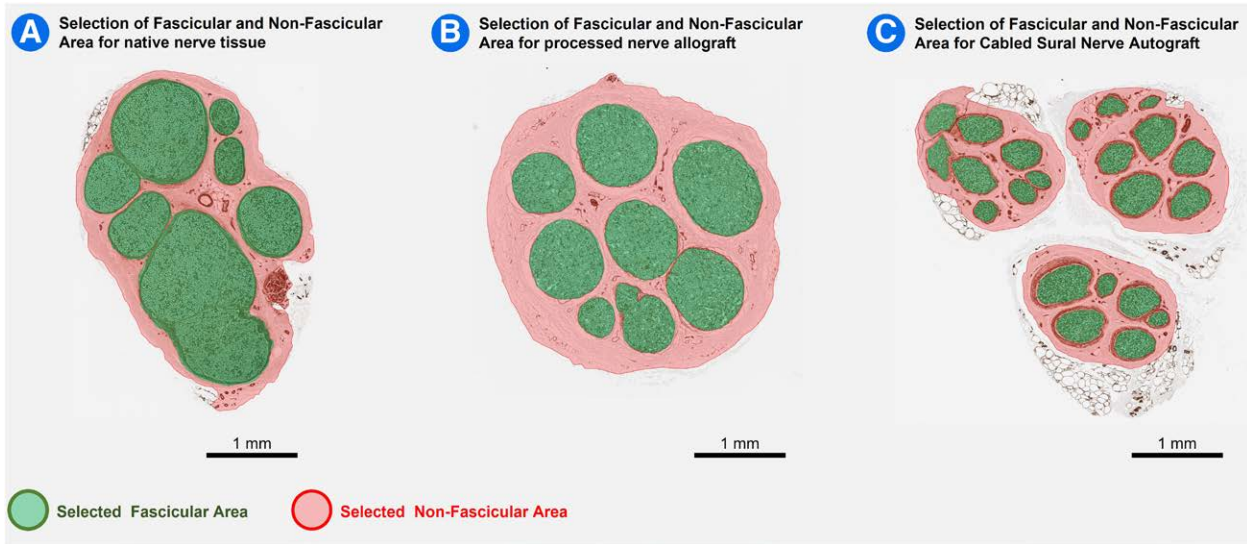 A
Selection of Fascicular and Non-Fascicular
Area for native nerve tissue
B
Selection of Fascicular and Non-Fascicular
Area for processed nerve allograft
C
Selection of Fascicular and Non-Fascicular
Area for Cabled Sural Nerve Autograft
1 mm
1 mm
1 mm
Selected Fascicular Area
Selected Non-Fascicular Area